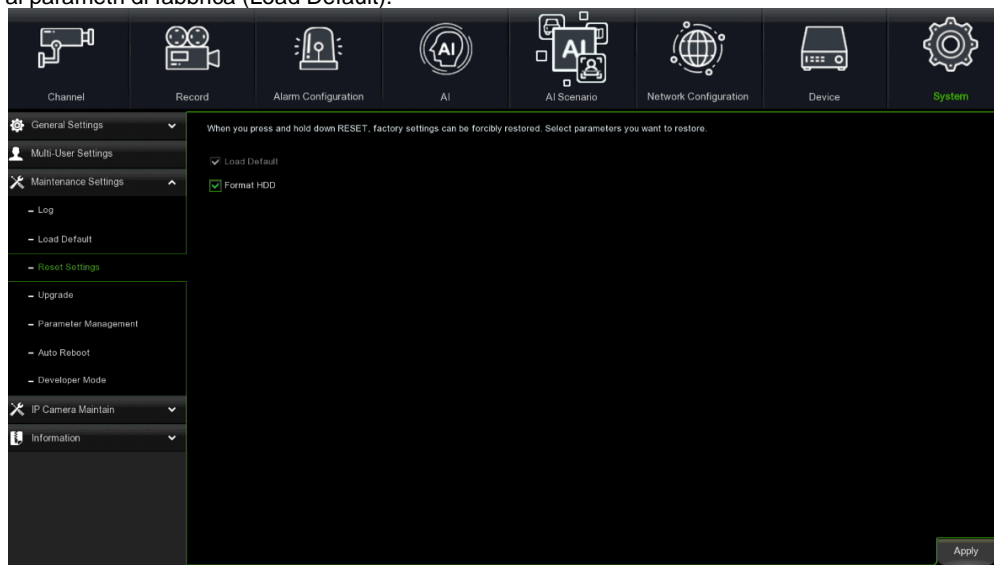 ai parametri di fabbrica (Load Default).
Channel
Record
Alarm Configuration
AI
AI Scenario
Network Configuration
Device
System
General Settings
Multi-User Settings
Maintenance Settings
Log
Load Default
Reset Settings
Upgrade
Parameter Management
Auto Reboot
Developer Mode
IP Camera Maintain
Information
When you press and hold down RESET, factory settings can be forcibly restored. Select parameters you want to restore.
Load Default
Format HDD
Apply